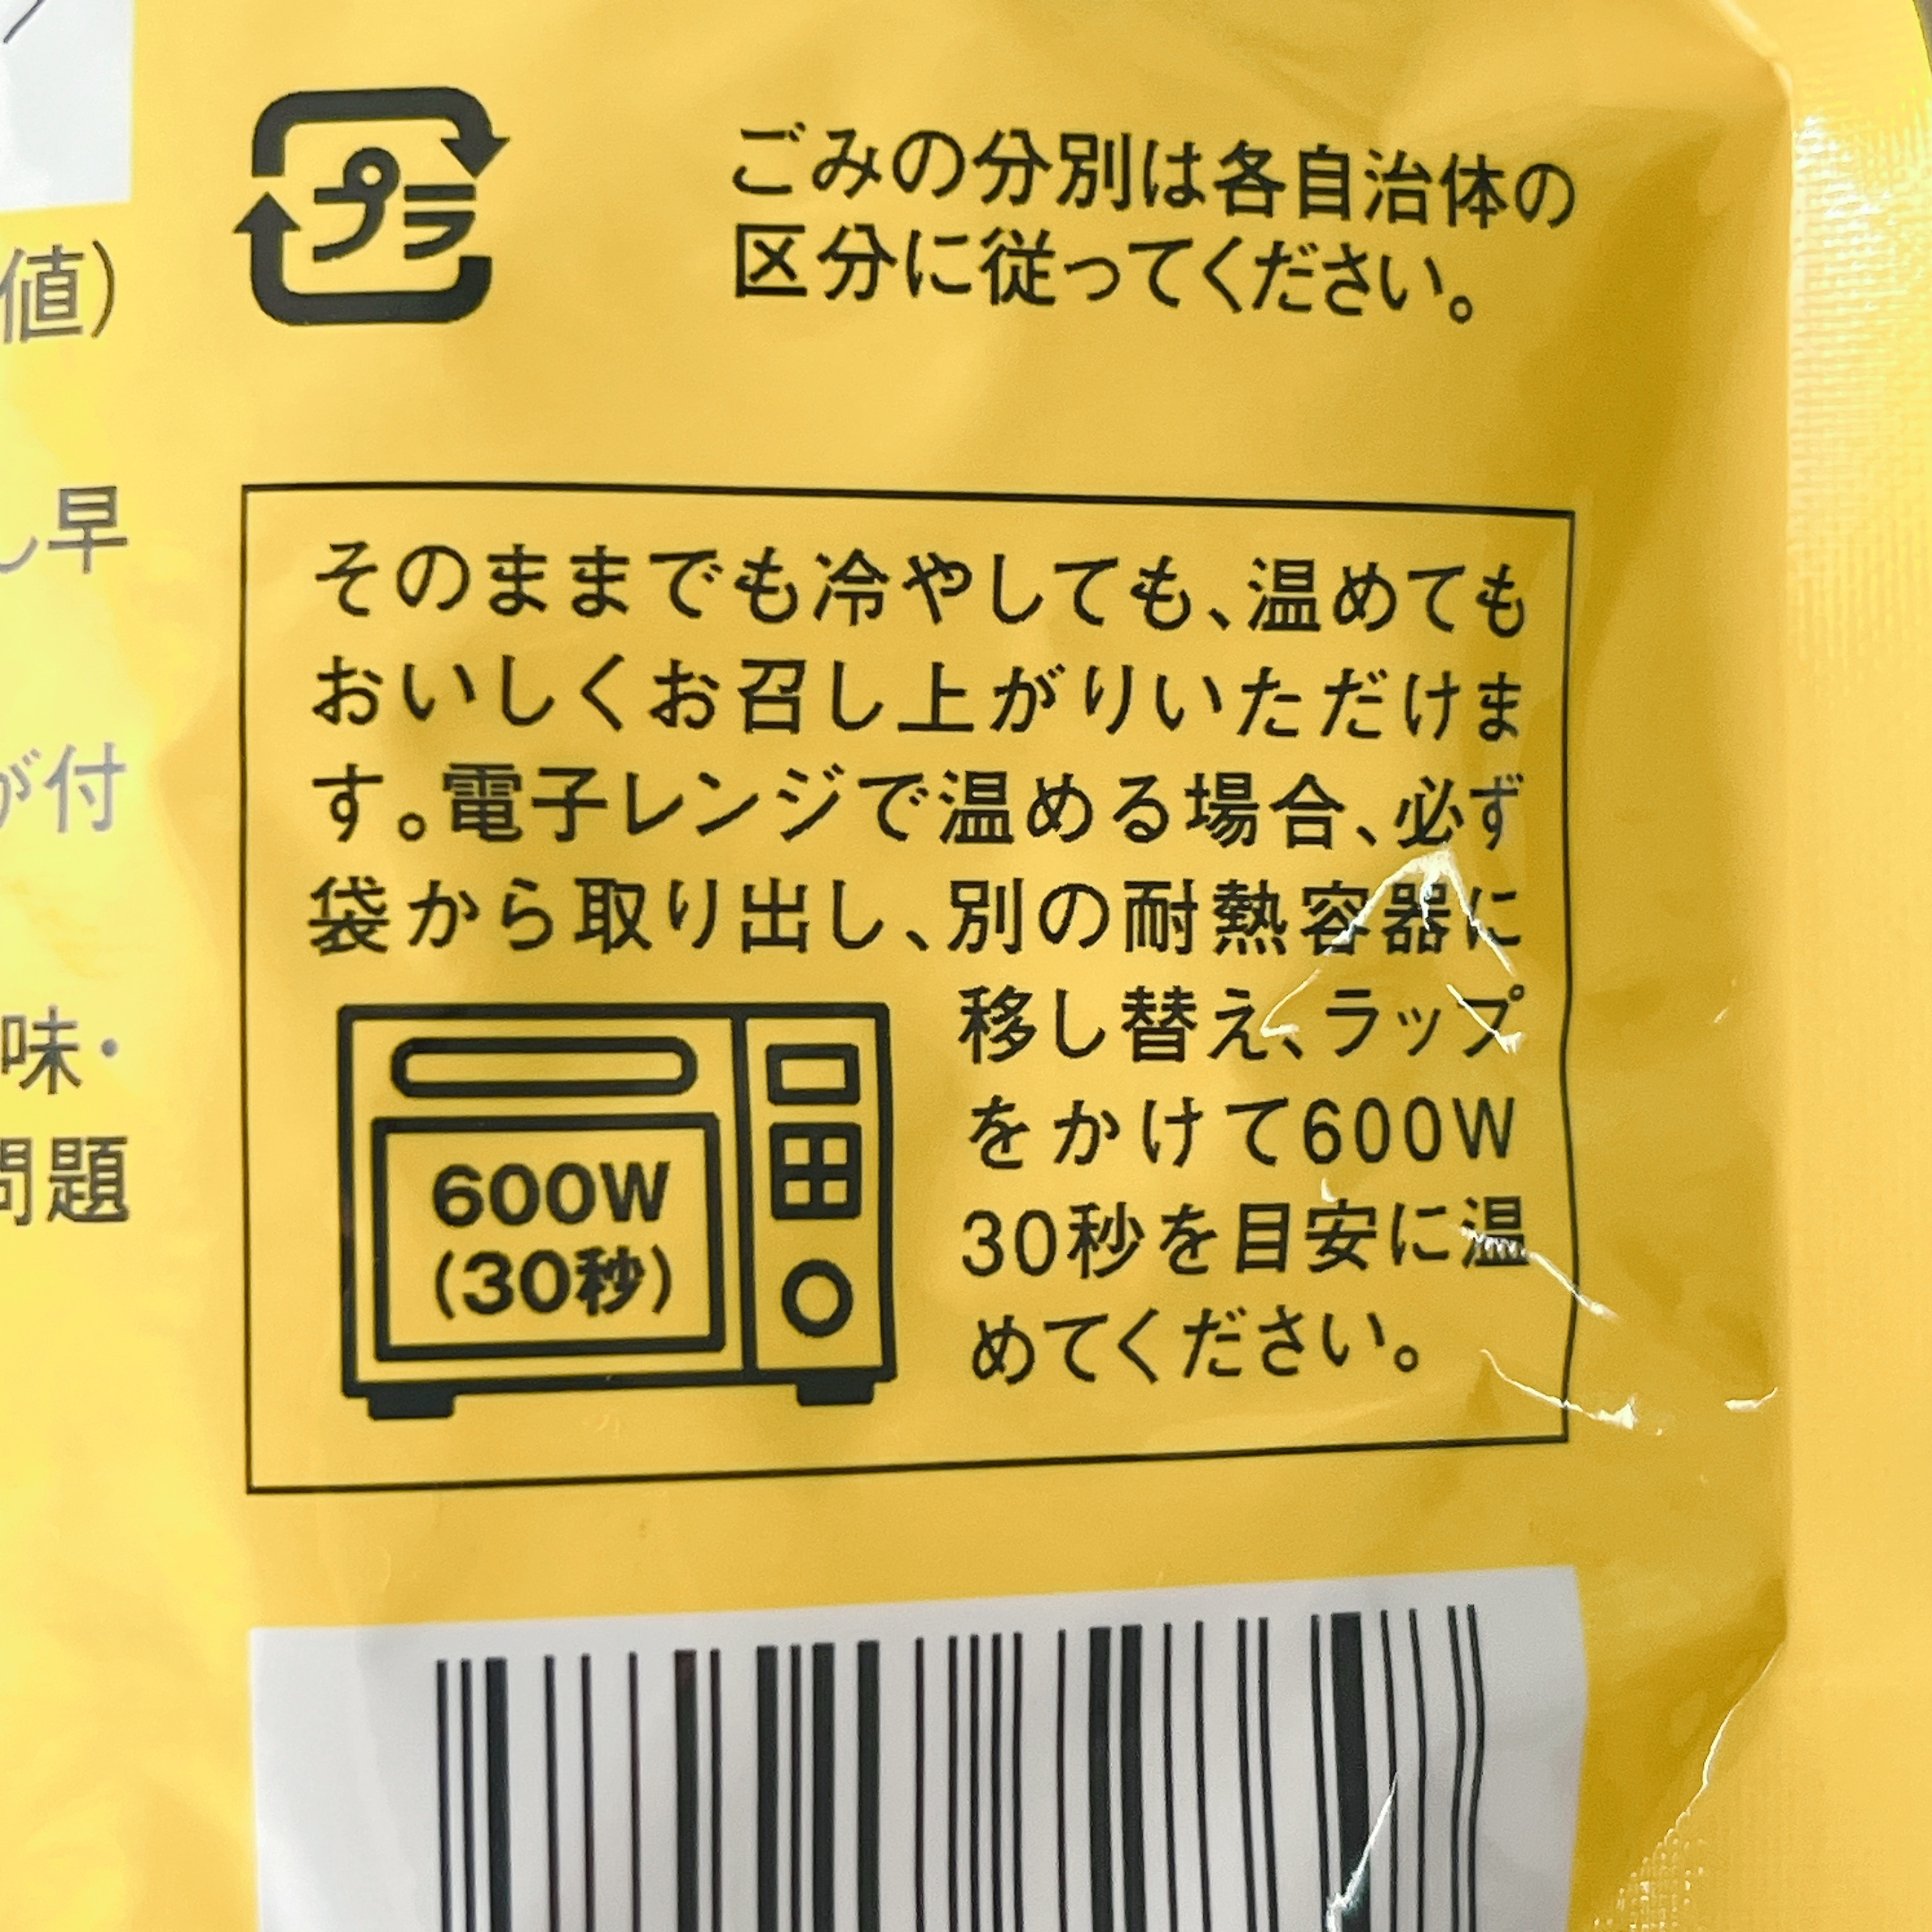 値)
し早
が付
味・
問題
プラ
ごみの分別は各自治体の
区分に従ってください。
そのままでも冷やしても、温めても
おいしくお召し上がりいただけま
す。電子レンジで温める場合、必ず
袋から取り出し、別の耐熱容器に
移し替え、ラップ
をかけて600W
30秒を目安に温
めてください。
600W
(30秒)